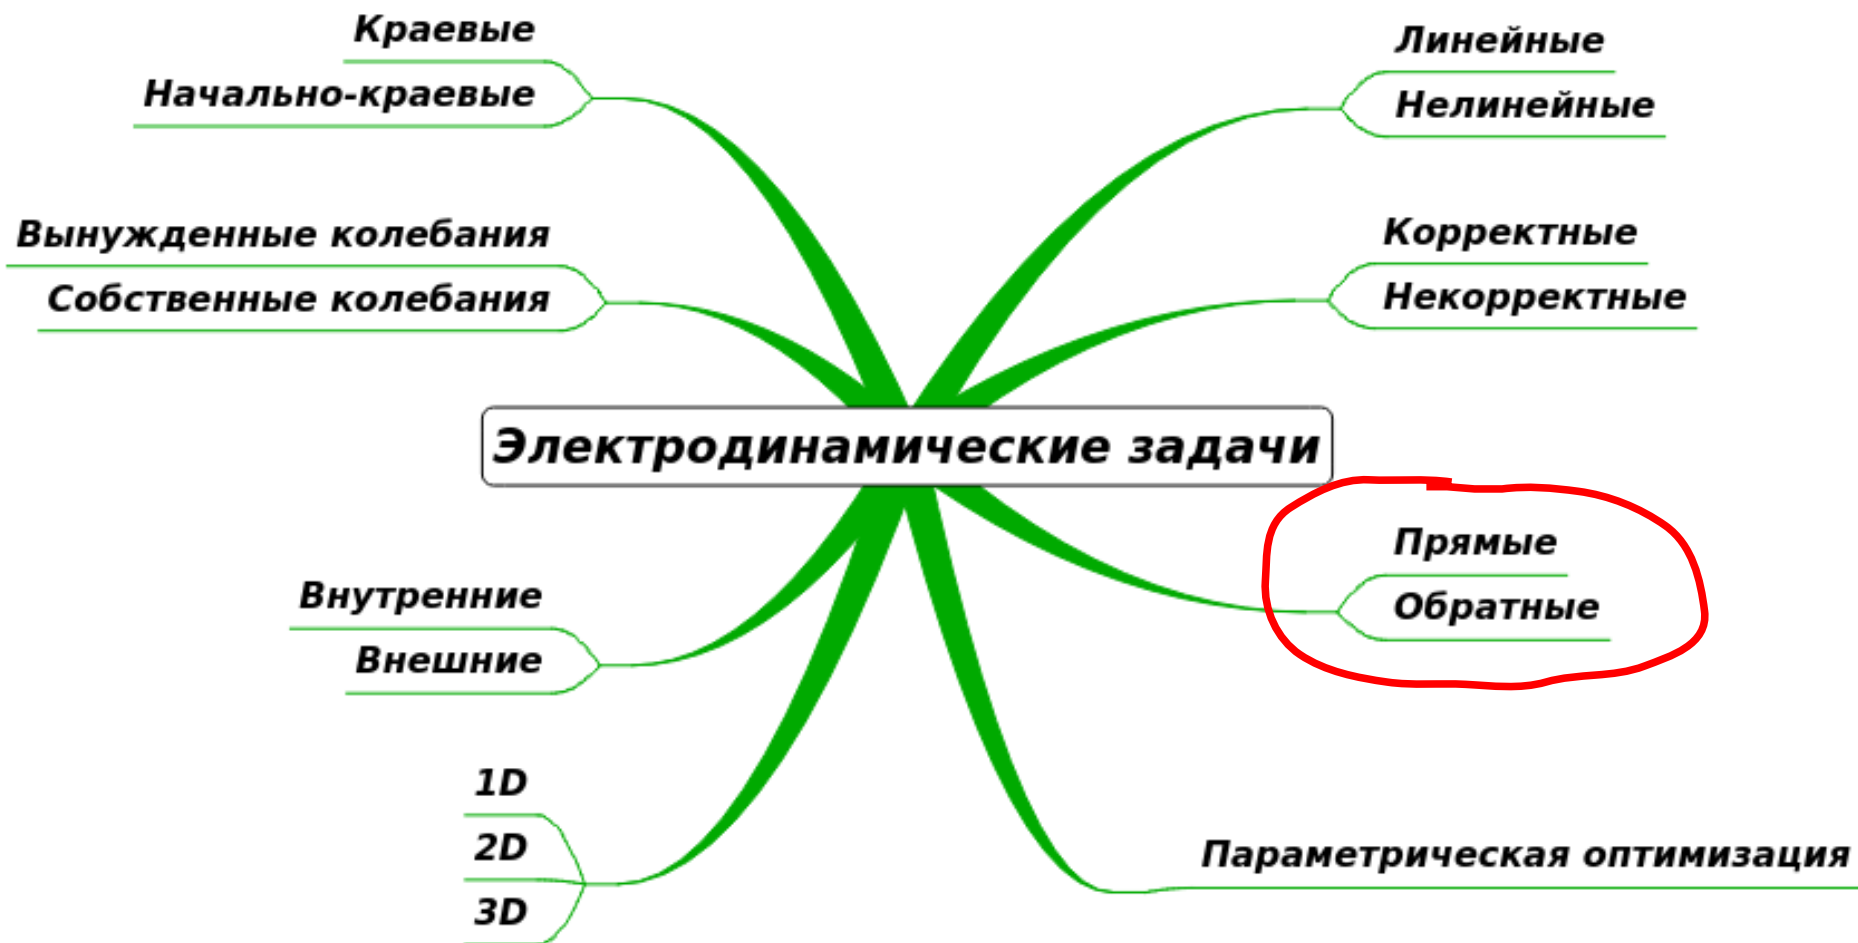 Краевые
Начально-краевые
Линейные
Нелинейные
Вынужденные колебания
Собственные колебания
Корректные
Некорректные
Электродинамические задачи
Прямые
Обратные
Внутренние
Внешние
1D
2D
3D
Параметрическая оптимизация